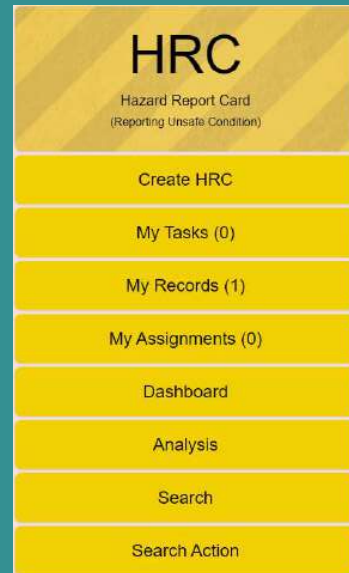 HRC
Hazard Report Card
(Reporting Unsafe Condition)
Create HRC
My Tasks (0)
My Records (1)
My Assignments (0)
Dashboard
Analysis
Search
Search Action